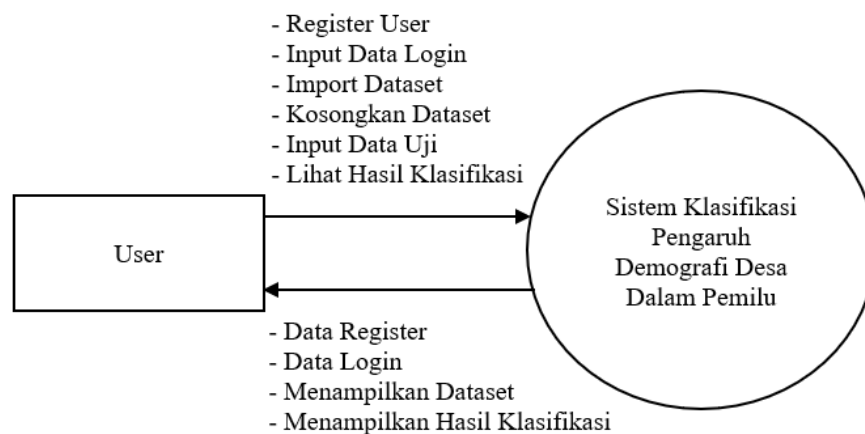 - Register User
- Input Data Login
- Import Dataset
- Kosongkan Dataset
- Input Data Uji
- Lihat Hasil Klasifikasi
User
Sistem Klasifikasi
Pengaruh
Demografi Desa
Dalam Pemilu
- Data Register
- Data Login
- Menampilkan Dataset
- Menampilkan Hasil Klasifikasi